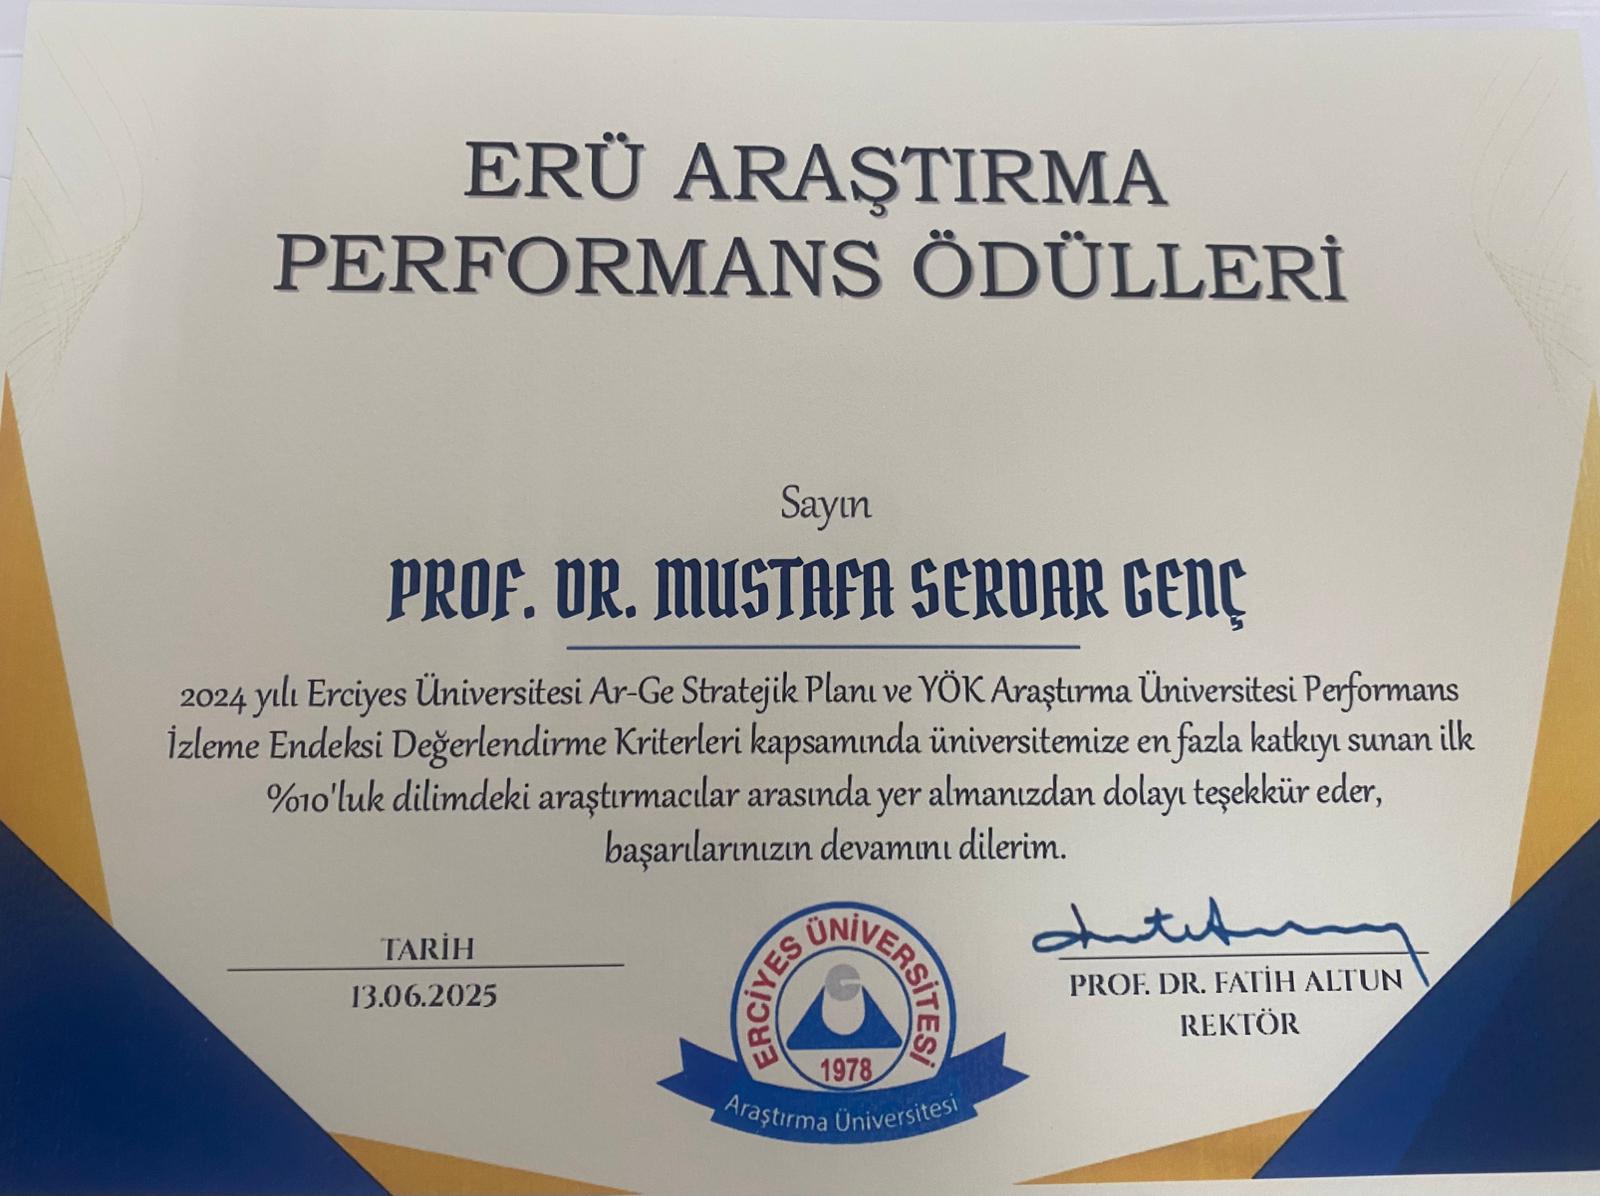 ERÜ ARAŞTIRMA
PERFORMANS ÖDÜLLERİ
Sayın
PROF. DR. MUSTAFA SERDAR GENÇ
2024 yılı Erciyes Üniversitesi Ar-Ge Stratejik Planı ve YÖK Araştırma Üniversitesi Performans
İzleme Endeksi Değerlendirme Kriterleri kapsamında üniversitemize en fazla katkıyı sunan ilk
%10'luk dilimdeki araştırmacılar arasında yer almanızdan dolayı teşekkür eder,
başarılarınızın devamını dilerim.
TARİH
13.06.2025
ERCİYES ÜNİVERSİTESİ
1978
Araştırma Üniversitesi
PROF. DR. FATİH ALTUN
REKTÖR